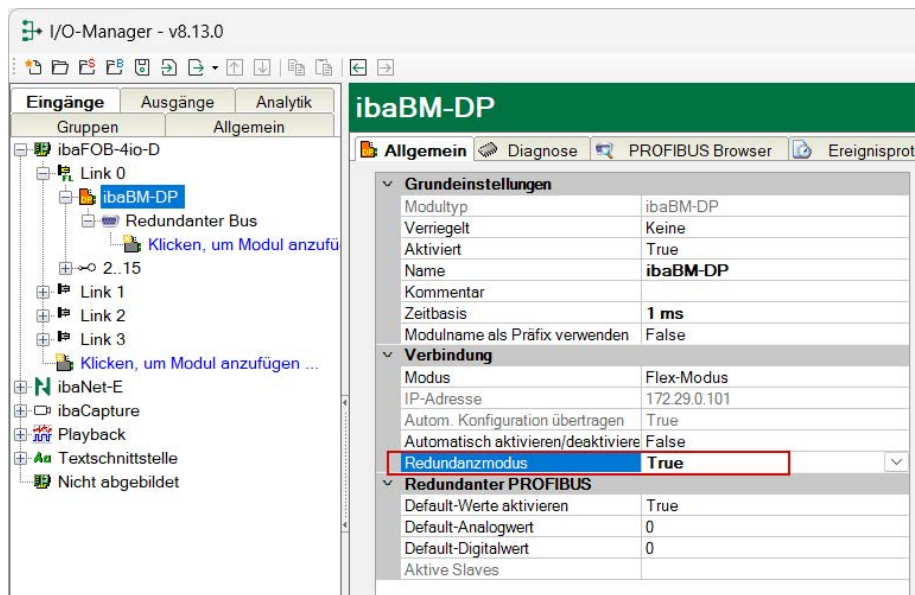 I/O-Manager - v8.13.0
Eingänge Ausgänge Analytik
Gruppen Allgemein
ibaFOB-4io-D
Link 0
ibaBM-DP
Redundanter Bus
Klicken, um Modul anzufü
2..15
Link 1
Link 2
Link 3
Klicken, um Modul anzufügen ...
ibaNet-E
ibaCapture
Playback
Textschnittstelle
Nicht abgebildet
ibaBM-DP
Allgemein Diagnose PROFIBUS Browser Ereignisprot
Grundeinstellungen
Modultyp ibaBM-DP
Verriegelt Keine
Aktiviert True
Name ibaBM-DP
Kommentar
Zeitbasis 1 ms
Modulname als Präfix verwenden False
Verbindung
Modus Flex-Modus
IP-Adresse 172.29.0.101
Autom. Konfiguration übertragen True
Automatisch aktivieren/deaktiviere False
Redundanzmodus True
Redundanter PROFIBUS
Default-Werte aktivieren True
Default-Analogwert 0
Default-Digitalwert 0
Aktive Slaves